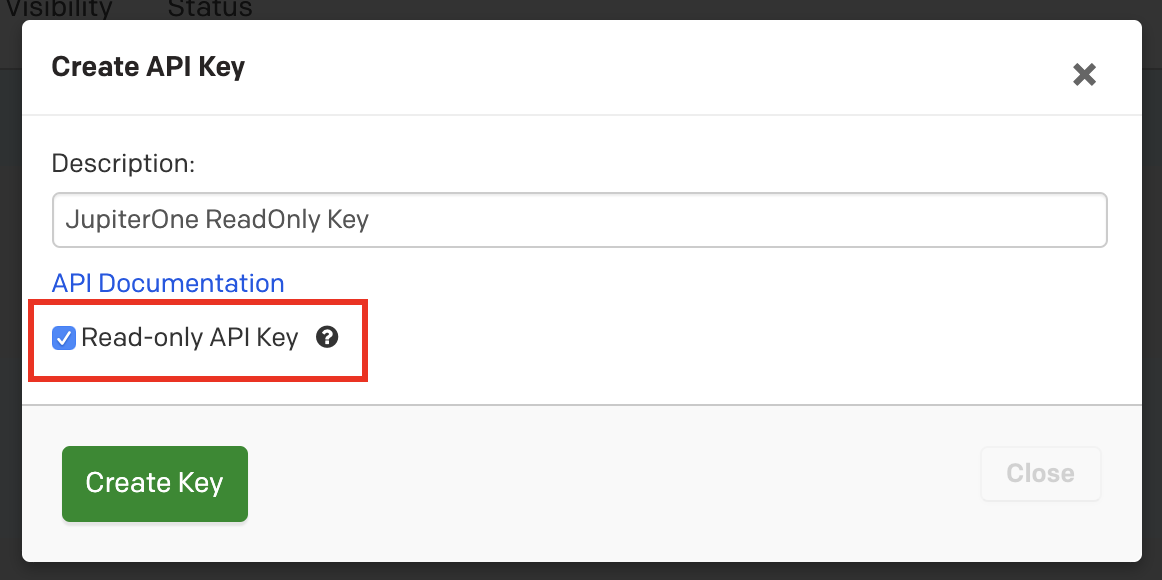 Visibility Status
Create API Key
Description:
JupiterOne ReadOnly Key
API Documentation
Read-only API Key ?
Create Key
Close